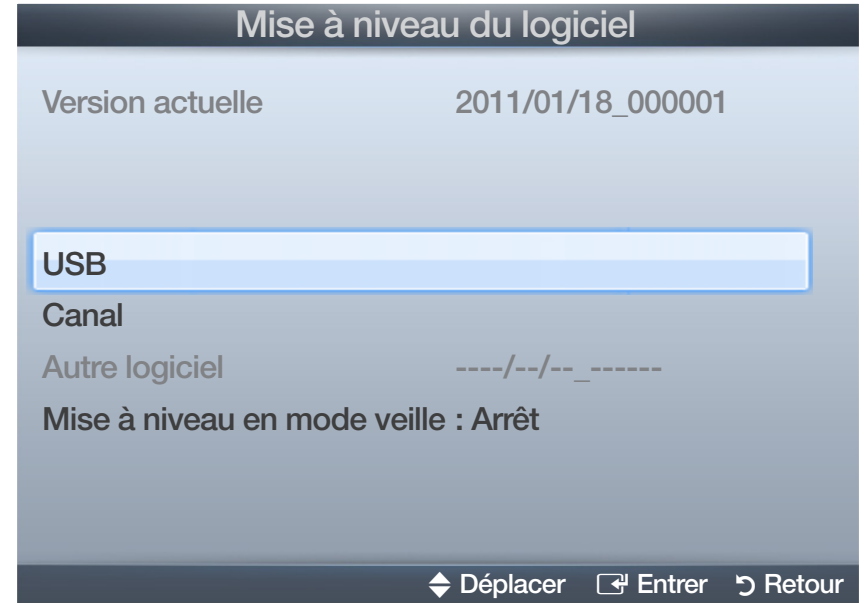 Mise à niveau du logiciel
Version actuelle 2011/01/18_000001
USB
Canal
Autre logiciel ----/--/--_------
Mise à niveau en mode veille : Arrêt
Déplacer Entrer Retour